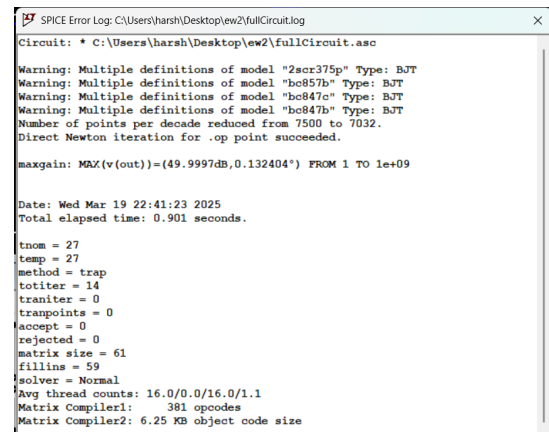 SPICE Error Log: C:\Users\harsh\Desktop\ew2\fullCircuit.log
Circuit: * C:\Users\harsh\Desktop\ew2\fullCircuit.asc
Warning: Multiple definitions of model "2scr375p" Type: BJT
Warning: Multiple definitions of model "bc857b" Type: BJT
Warning: Multiple definitions of model "bc847c" Type: BJT
Warning: Multiple definitions of model "bc847b" Type: BJT
Number of points per decade reduced from 7500 to 7032.
Direct Newton iteration for .op point succeeded.
maxgain: MAX(v(out))=(49.9997dB,0.132404°) FROM 1 TO 1e+09
Date: Wed Mar 19 22:41:23 2025
Total elapsed time: 0.901 seconds.
tnom = 27
temp = 27
method = trap
totiter = 14
traniter = 0
tranpoints = 0
accept = 0
rejected = 0
matrix size = 61
fillins = 59
solver = Normal
Avg thread counts: 16.0/0.0/16.0/1.1
Matrix Compiler1: 381 opcodes
Matrix Compiler2: 6.25 KB object code size